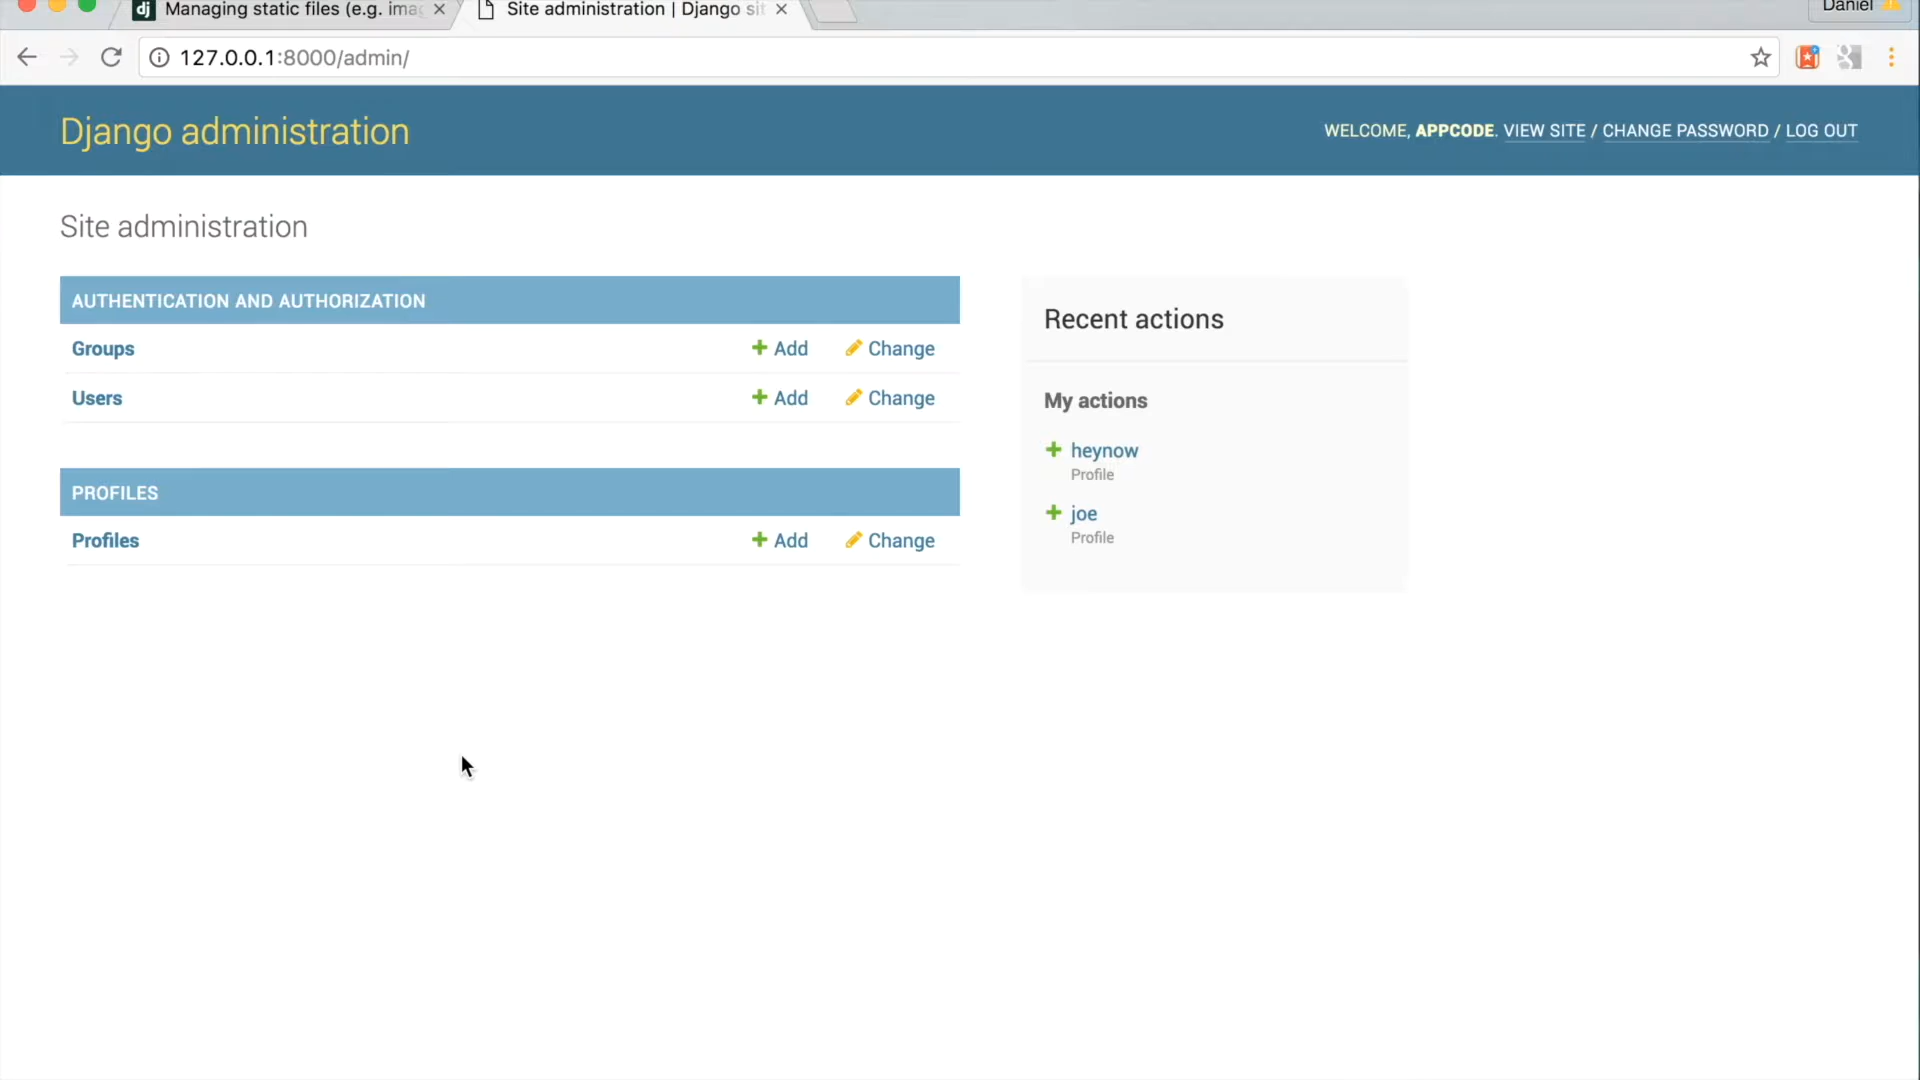 dj Managing static files (e.g. ima
Site administration | Django sit
Daniel
127.0.0.1:8000/admin/
Django administration
WELCOME, APPCODE. VIEW SITE / CHANGE PASSWORD / LOG OUT
Site administration
AUTHENTICATION AND AUTHORIZATION
Groups Add Change
Users Add Change
PROFILES
Profiles Add Change
Recent actions
My actions
heynow
Profile
joe
Profile